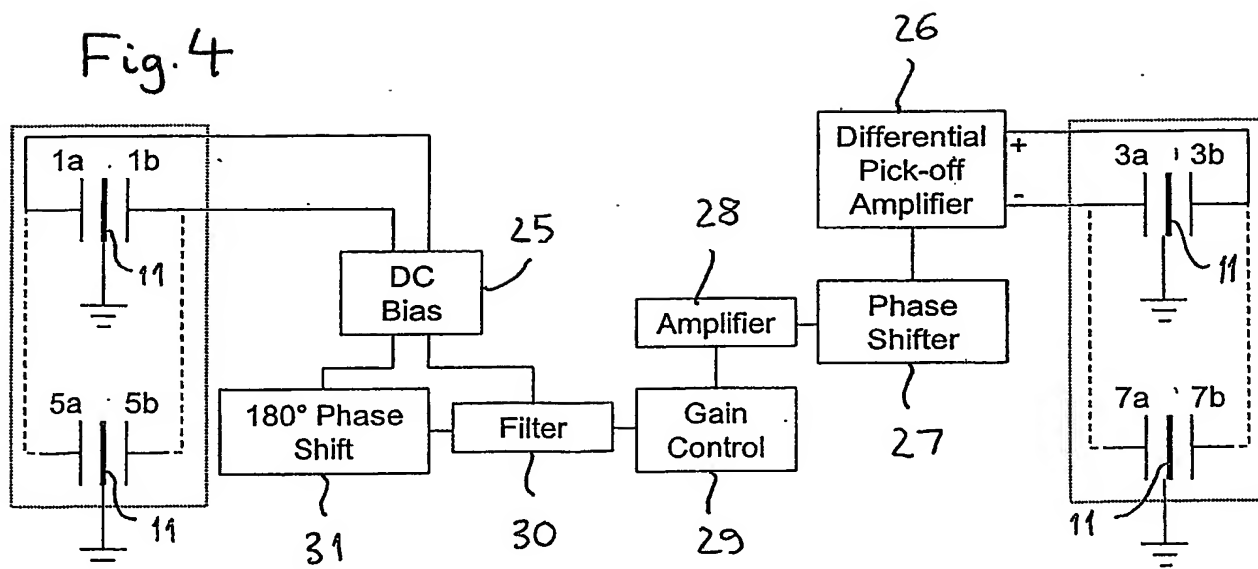 Fig. 4
26
Differential
Pick-off
Amplifier
+
-
1a 1b
3a 3b
11
11
25
DC
Bias
28
Amplifier
Phase
Shifter
27
5a 5b
7a 7b
11
11
180° Phase
Shift
31
Filter
30
Gain
Control
29